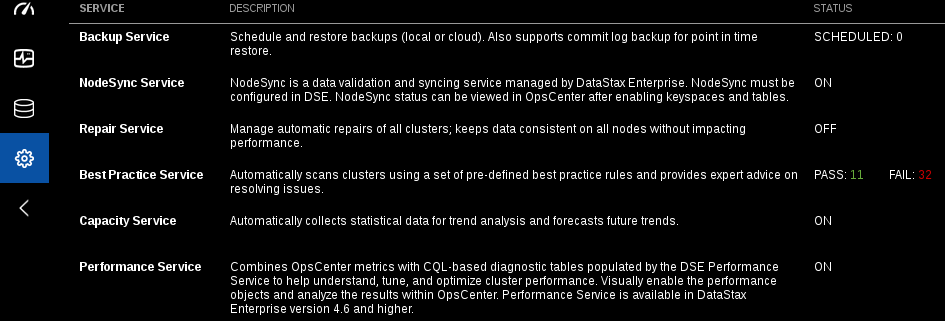 SERVICE DESCRIPTION STATUS
Backup Service Schedule and restore backups (local or cloud). Also supports commit log backup for point in time SCHEDULED: 0
restore.
NodeSync Service NodeSync is a data validation and syncing service managed by DataStax Enterprise. NodeSync must be ON
configured in DSE. NodeSync status can be viewed in OpsCenter after enabling keyspaces and tables.
Repair Service Manage automatic repairs of all clusters; keeps data consistent on all nodes without impacting OFF
performance.
Best Practice Service Automatically scans clusters using a set of pre-defined best practice rules and provides expert advice on PASS: 11 FAIL: 32
resolving issues.
Capacity Service Automatically collects statistical data for trend analysis and forecasts future trends. ON
Performance Service Combines OpsCenter metrics with CQL-based diagnostic tables populated by the DSE Performance ON
Service to help understand, tune, and optimize cluster performance. Visually enable the performance
objects and analyze the results within OpsCenter. Performance Service is available in DataStax
Enterprise version 4.6 and higher.